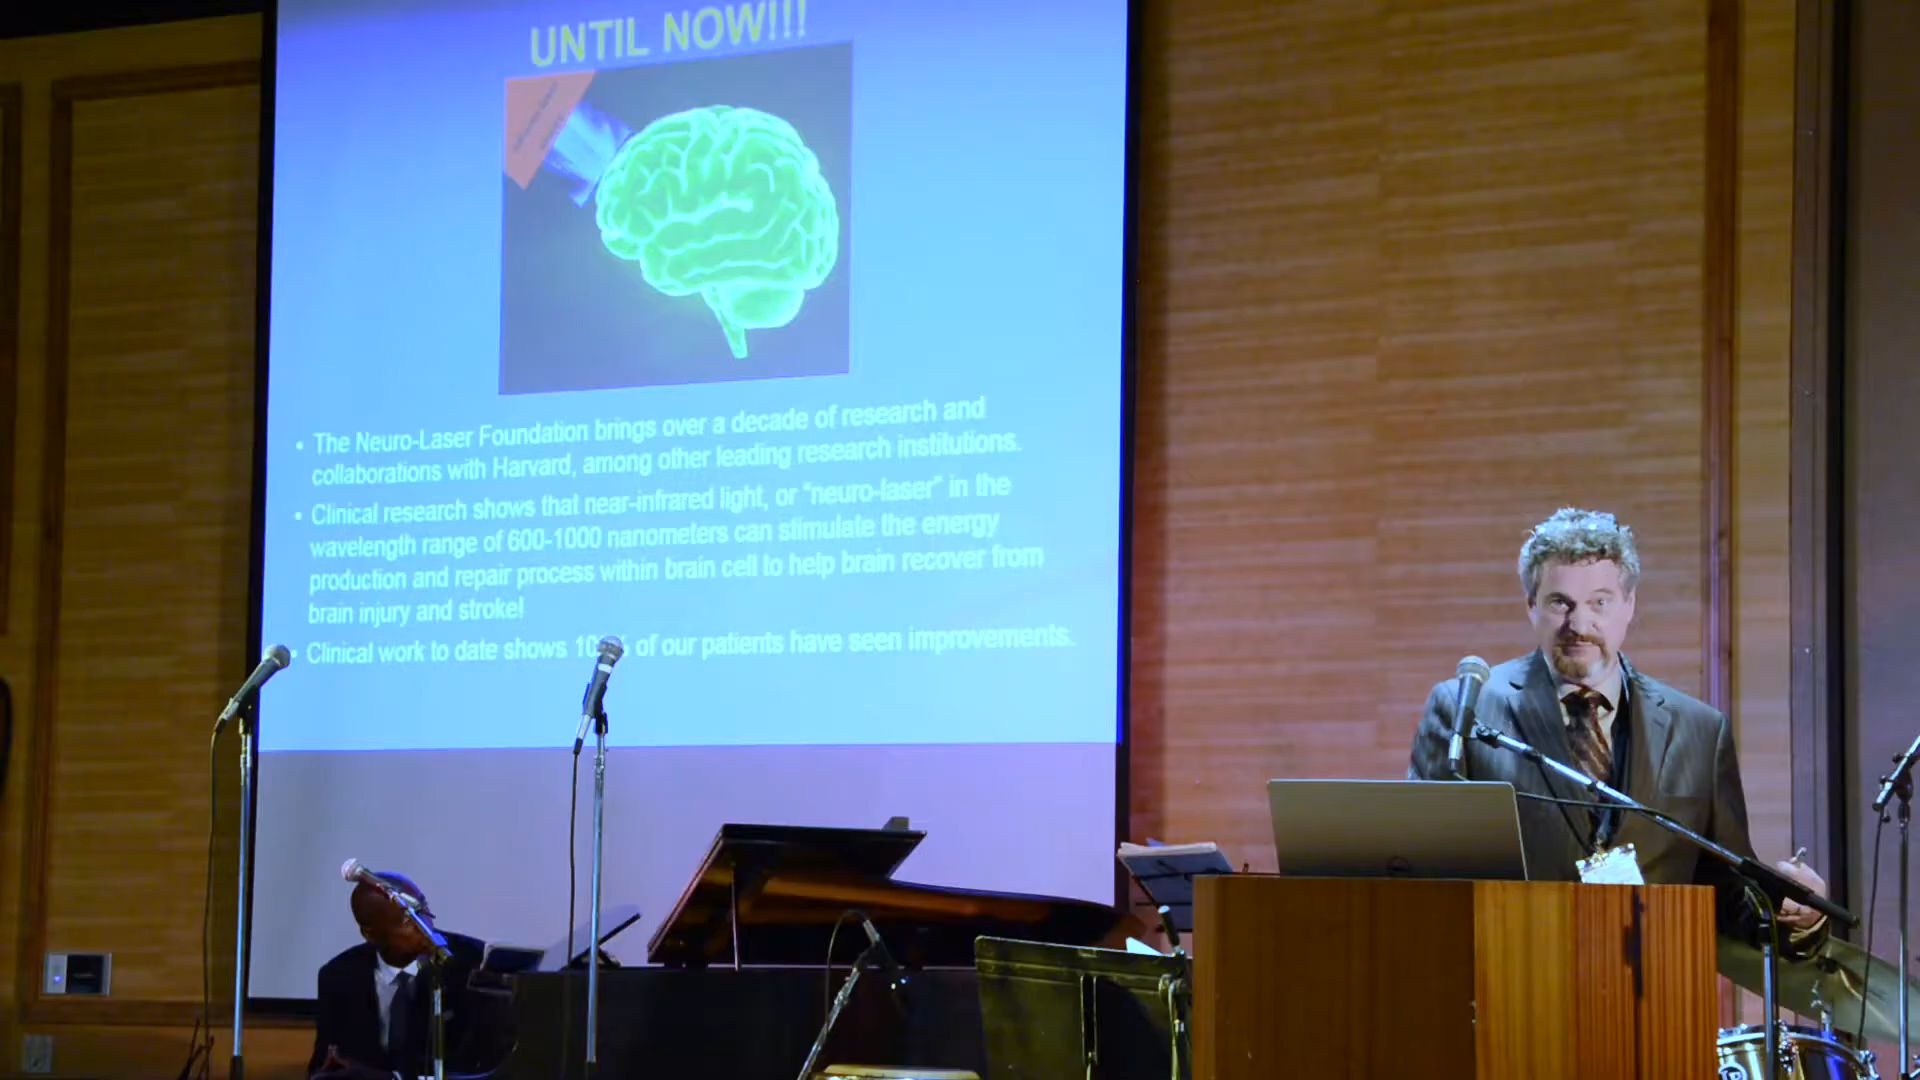 UNTIL NOW!!!
• The Neuro-Laser Foundation brings over a decade of research and
collaborations with Harvard, among other leading research institutions.
• Clinical research shows that near-infrared light, or “neuro-laser” in the
wavelength range of 600-1000 nanometers can stimulate the energy
production and repair process within brain cell to help brain recover from
brain injury and stroke!
• Clinical work to date shows of our patients have seen improvements.